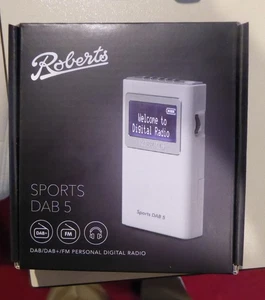 Roberts
Welcome to
Digital Radio
Sports DAB 5
SPORTS
DAB 5
DAB+
FM
DAB/DAB+/FM PERSONAL DIGITAL RADIO